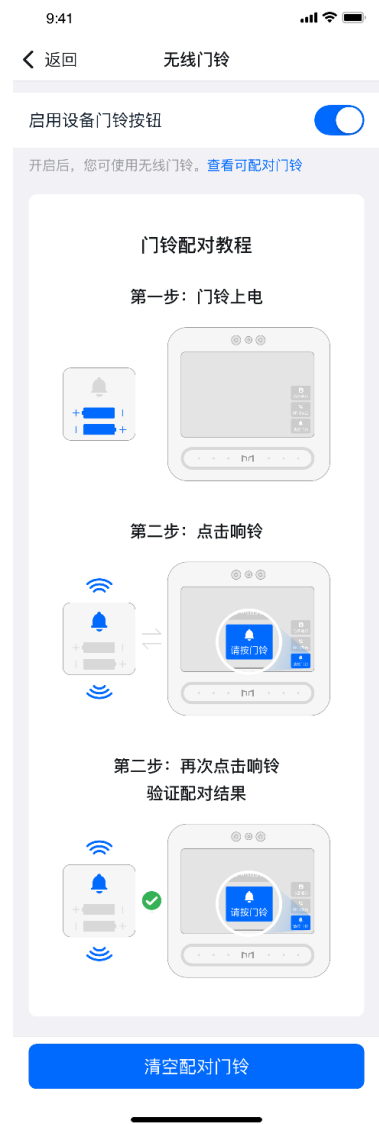 9:41
返回
无线门铃
启用设备门铃按钮
开启后，您可使用无线门铃。查看可配对门铃
门铃配对教程
第一步：门铃上电
第二步：点击响铃
请按门铃
第二步：再次点击响铃
验证配对结果
请按门铃
清空配对门铃